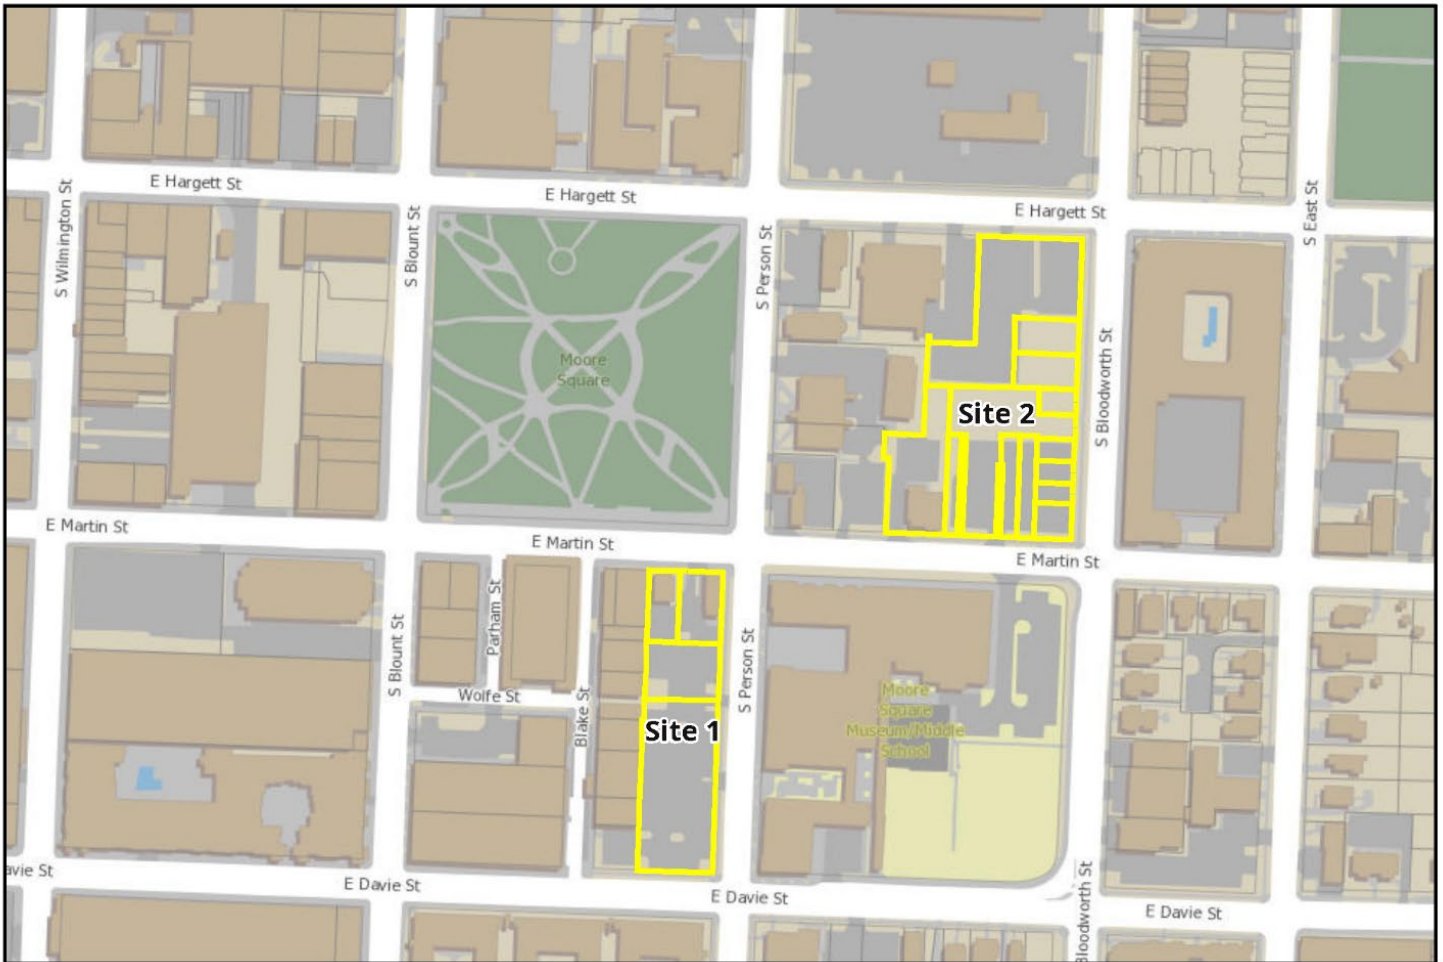 E Hargett St
E Hargett St
E Hargett St
S Wilmington St
S Blount St
S Person St
S East St
Moore
Square
Site 2
S Bloodworth St
E Martin St
E Martin St
E Martin St
Parham St
S Blount St
Wolfe St
Blake St
S Person St
Site 1
Moore
Square
Museum/Middle
School
avie St
E Davie St
E Davie St
Bloodworth St
E Davie St